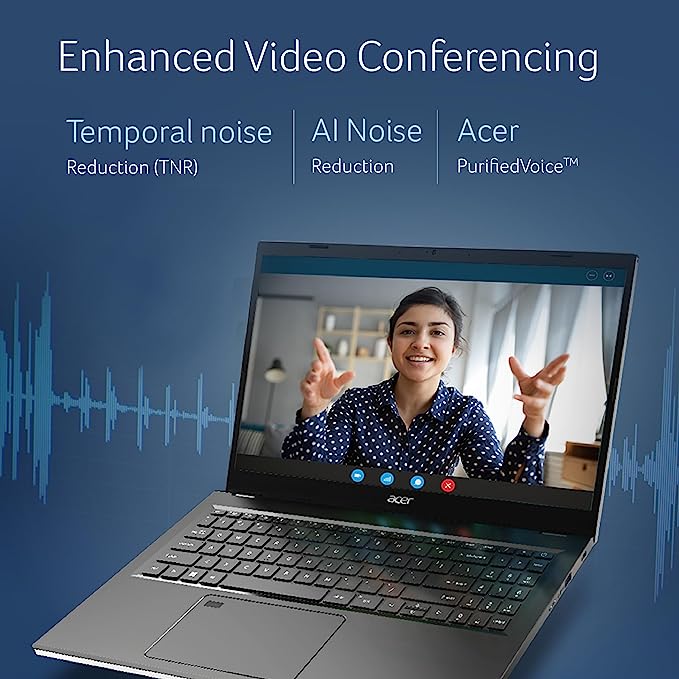 Enhanced Video Conferencing
Temporal noise
Reduction (TNR)
AI Noise
Reduction
Acer
PurifiedVoice™
acer